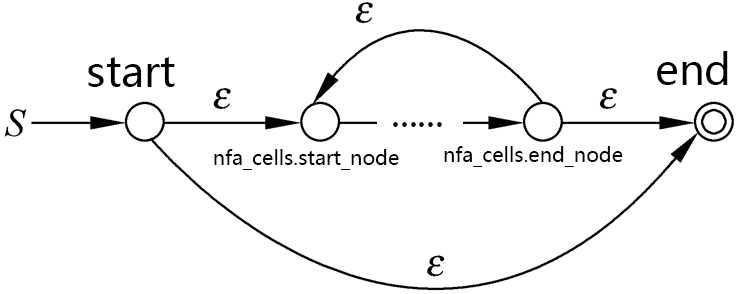 ε
start
end
S
ε
......
ε
nfa_cells.start_node
nfa_cells.end_node
ε